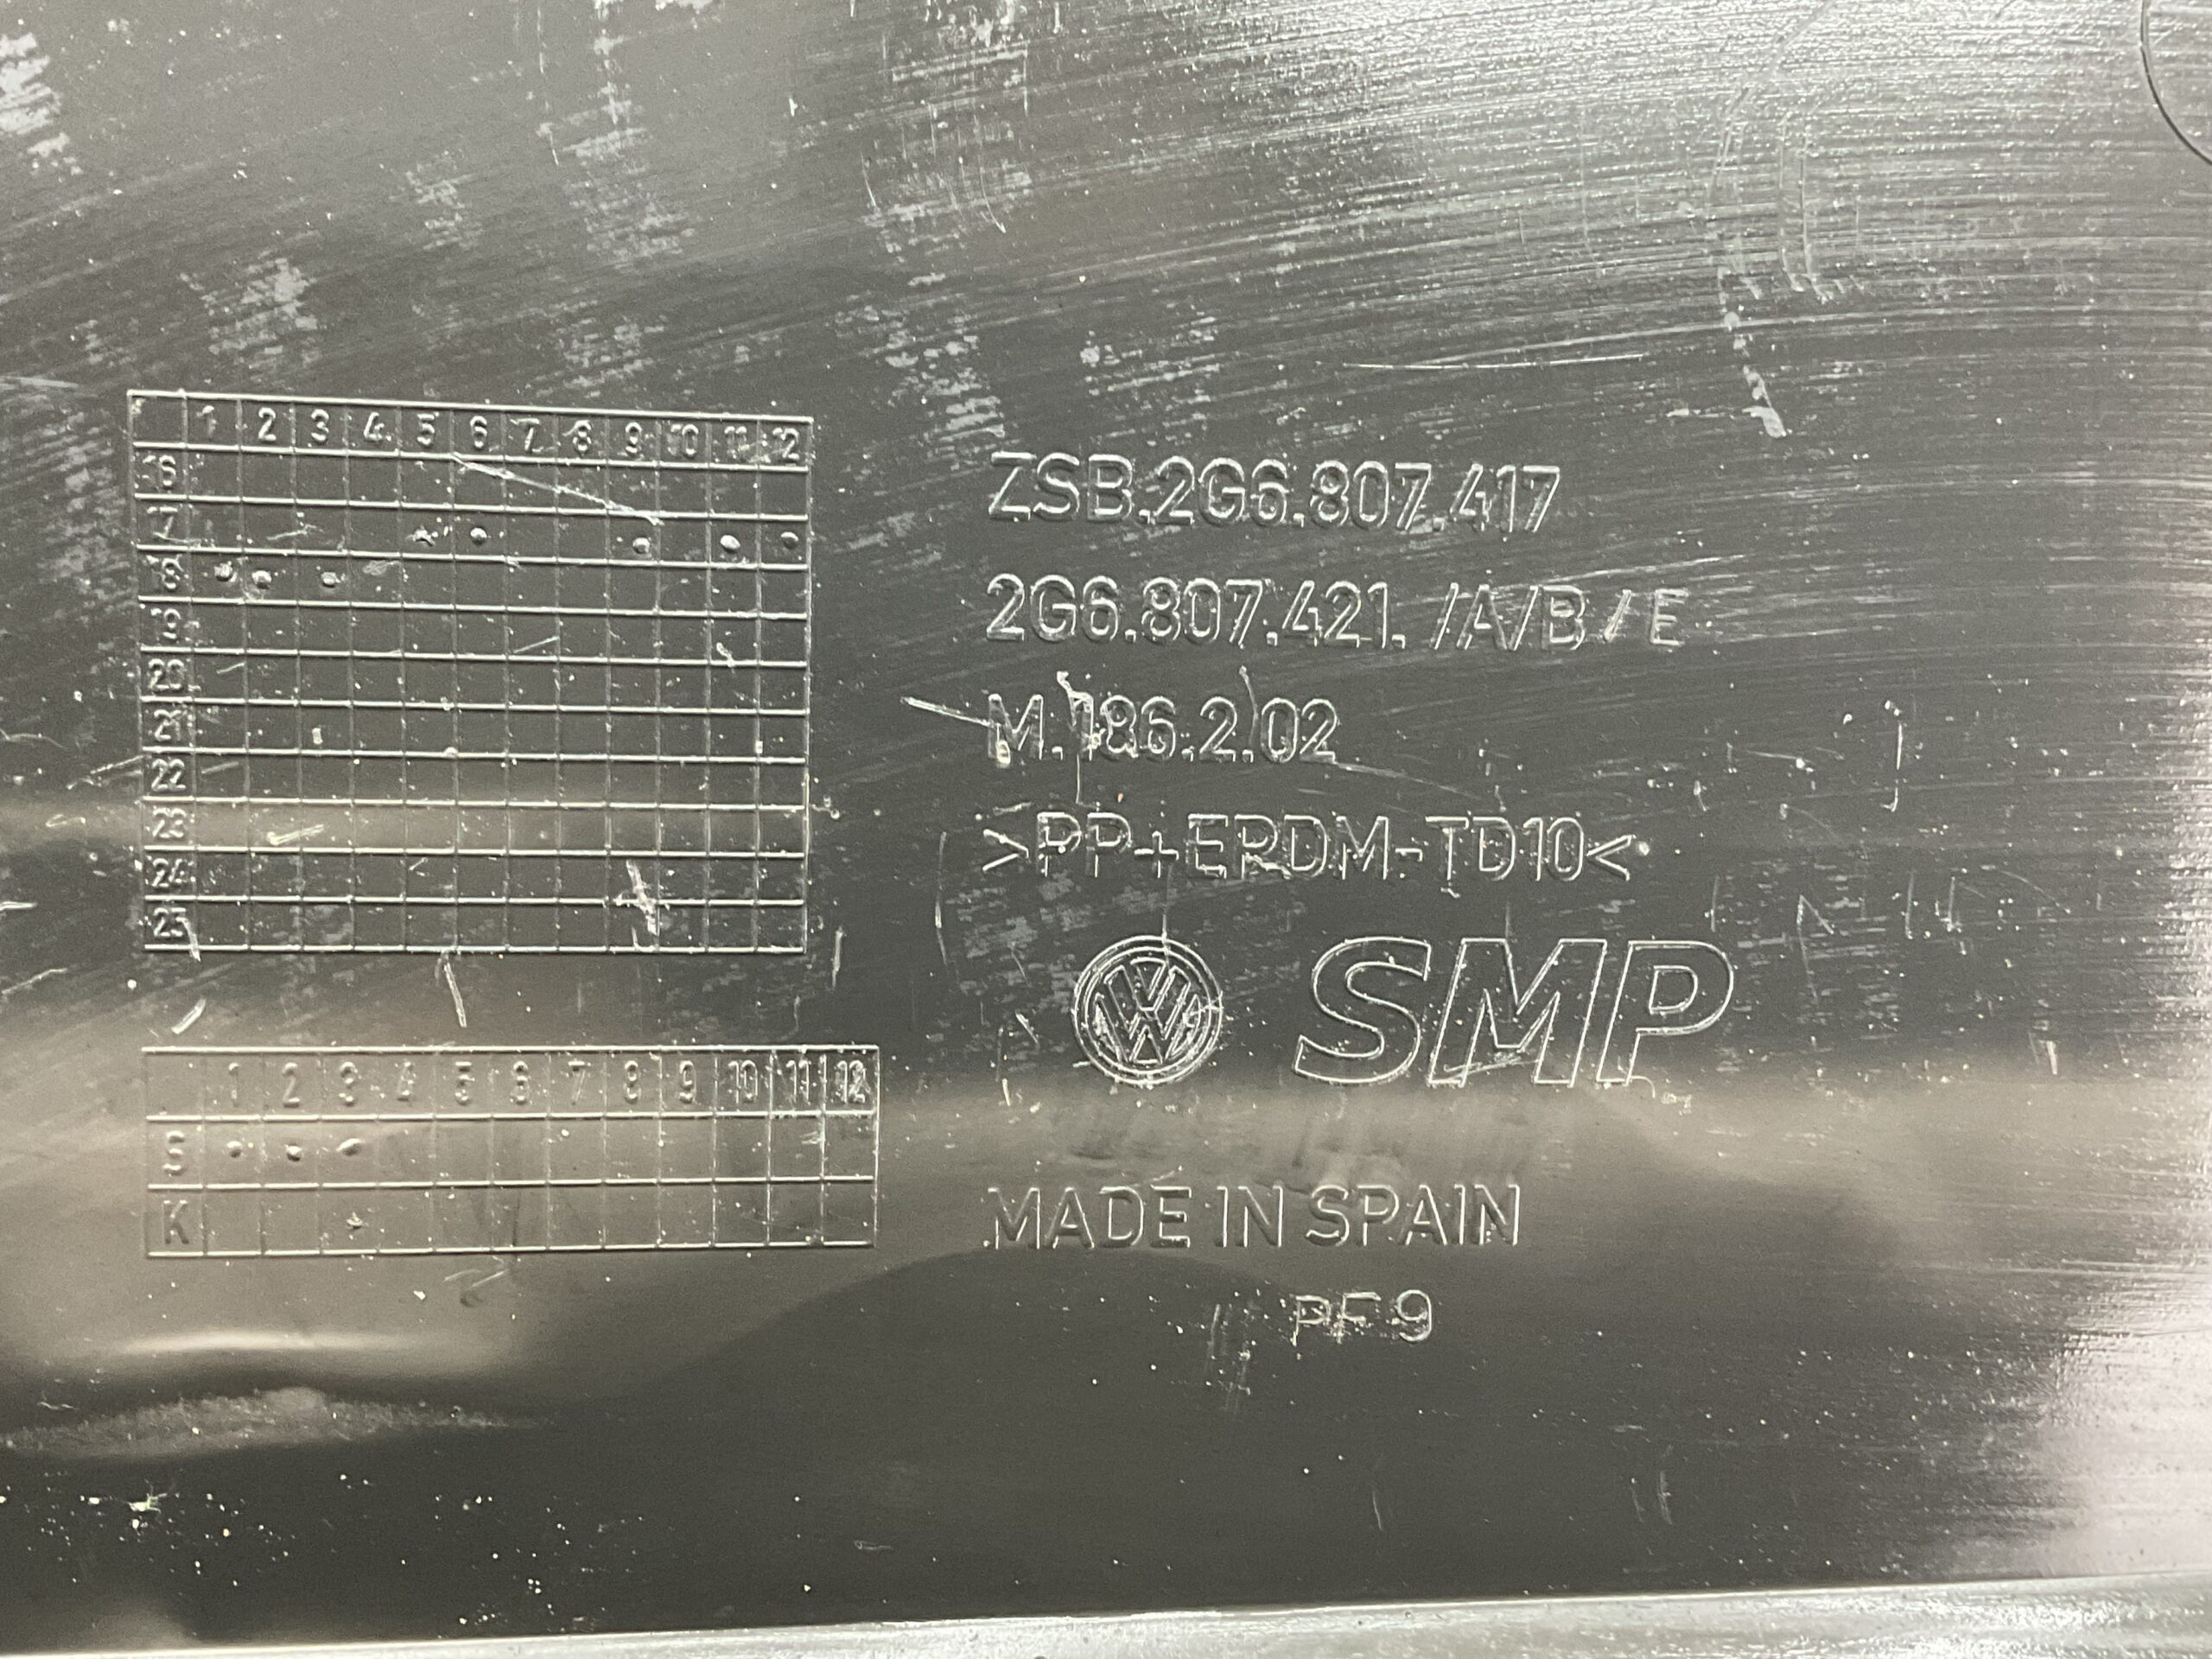 1 2 3 4 5 6 7 8 9 10 11 12
16
17
18
19
20
21
22
23
24
25
1 2 3 4 5 6 7 8 9 10 11 12
S
K
ZSB.2G6.807.417
2G6.807.421. /A/B/E
M.186.2.02
>PP+EPDM-TD10<
VW SMP
MADE IN SPAIN
PF9